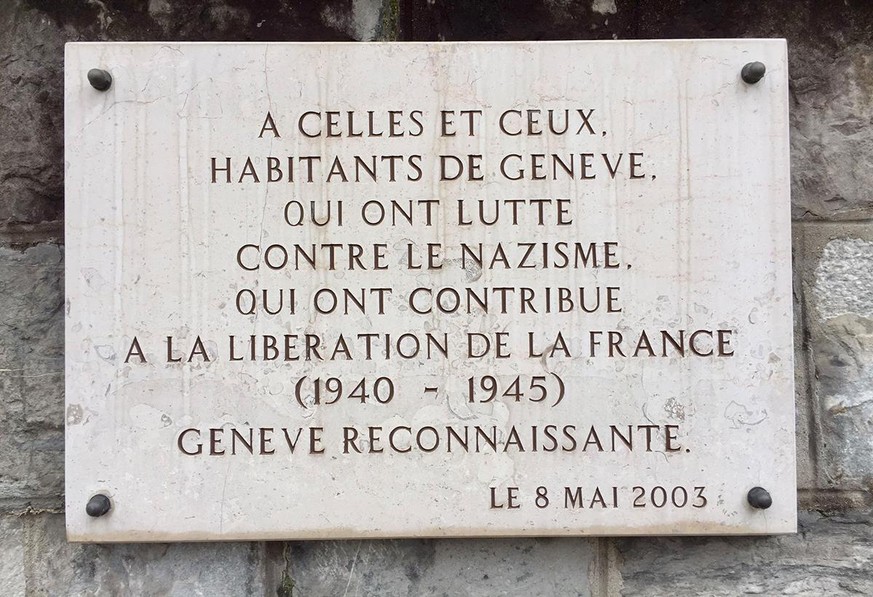 A CELLES ET CEUX,
HABITANTS DE GENEVE,
QUI ONT LUTTE
CONTRE LE NAZISME,
QUI ONT CONTRIBUE
A LA LIBERATION DE LA FRANCE
(1940 - 1945)
GENEVE RECONNAISSANTE.
LE 8 MAI 2003